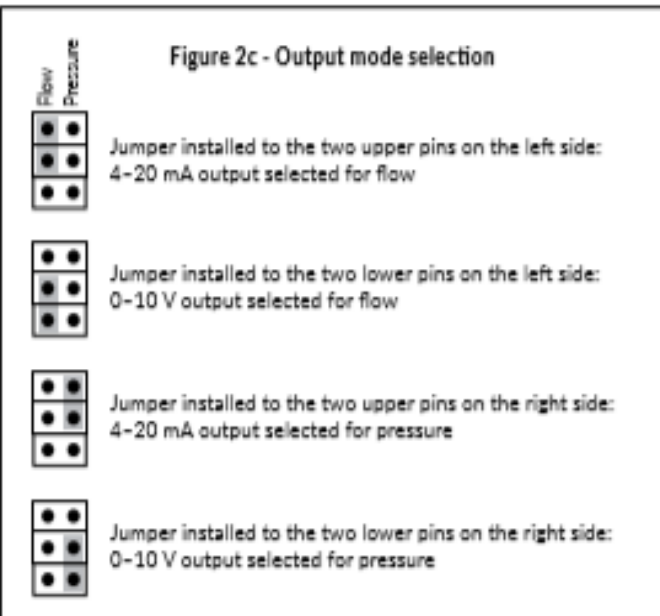 Figure 2c - Output mode selection
Flow
Pressure
Jumper installed to the two upper pins on the left side:
4-20 mA output selected for flow
Jumper installed to the two lower pins on the left side:
0-10 V output selected for flow
Jumper installed to the two upper pins on the right side:
4-20 mA output selected for pressure
Jumper installed to the two lower pins on the right side:
0-10 V output selected for pressure